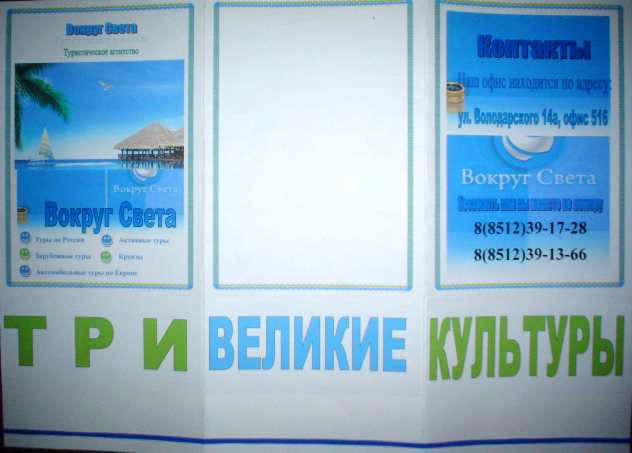 Вокруг Света
Туристическое агентство
Вокруг Света
Вокруг Света
Туры по России
Активные туры
Зарубежные туры
Круизы
Автомобильные туры по Европе
Контакты
Наш офис находится по адресу:
ул. Володарского 14а, офис 516
Вокруг Света
8(8512)39-17-28
8(8512)39-13-66
ТРИ ВЕЛИКИЕ КУЛЬТУРЫ